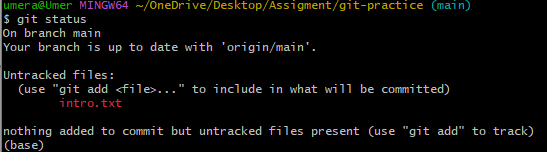 umera@Umer MINGW64 ~/OneDrive/Desktop/Assigment/git-practice (main)
$ git status
On branch main
Your branch is up to date with 'origin/main'.
Untracked files:
(use "git add <file>..." to include in what will be committed)
intro.txt
nothing added to commit but untracked files present (use "git add" to track)
(base)